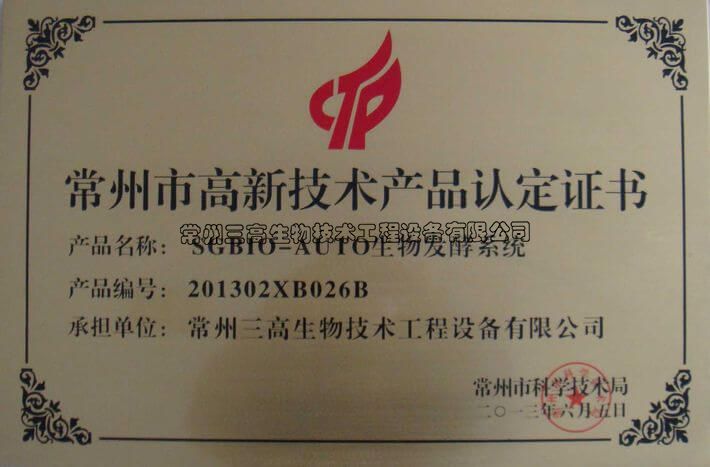 CTP
常州市高新技术产品认定证书
常州三高生物技术工程设备有限公司
产品名称： SGBIO-AUTO生物发酵系统
产品编号： 201302XB026B
承担单位： 常州三高生物技术工程设备有限公司
常州市科学技术局
二〇一三年六月五日